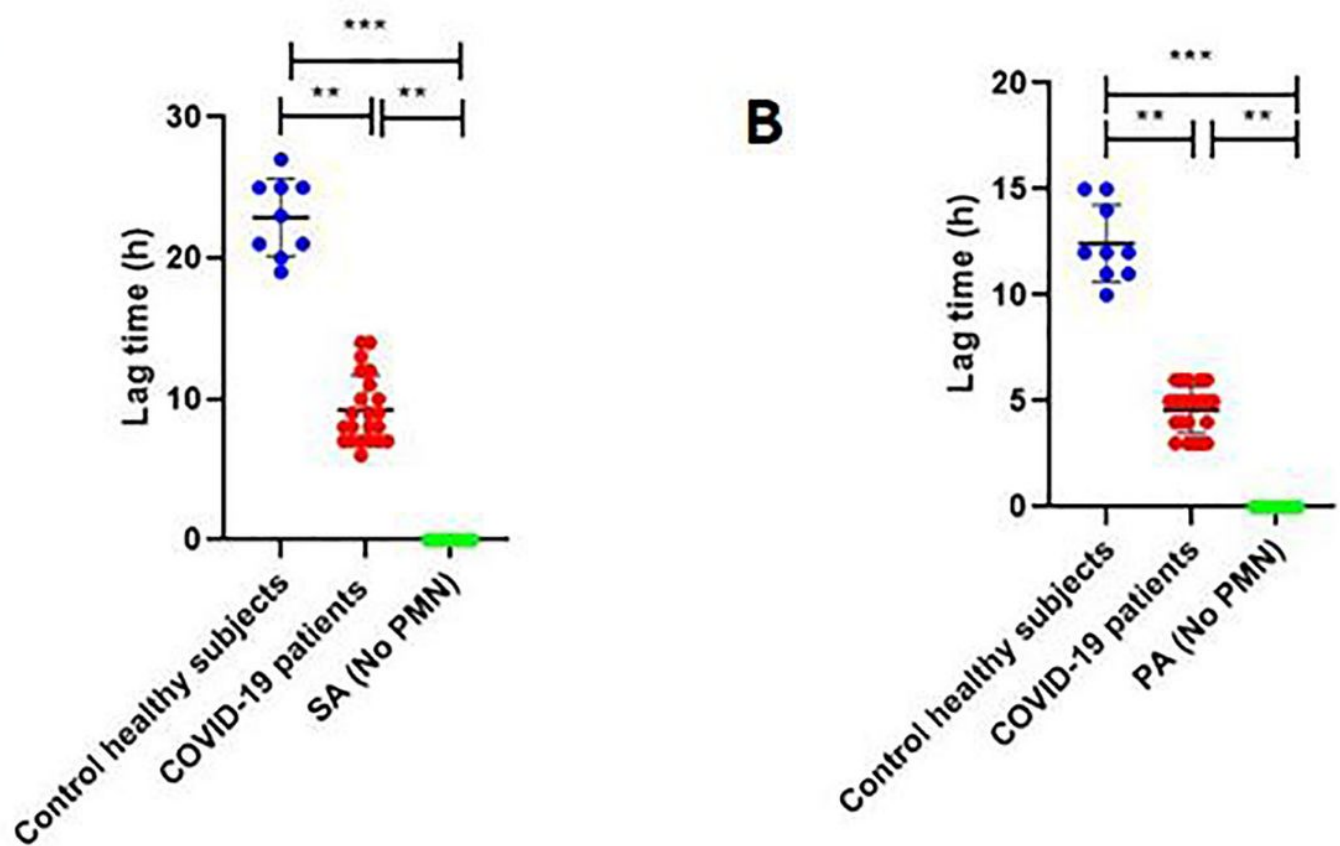 ***
** **
30
20
10
0
Lag time (h)
Control healthy subjects
COVID-19 patients
SA (No PMN)
B
***
** **
20
15
10
5
0
Lag time (h)
Control healthy subjects
COVID-19 patients
PA (No PMN)